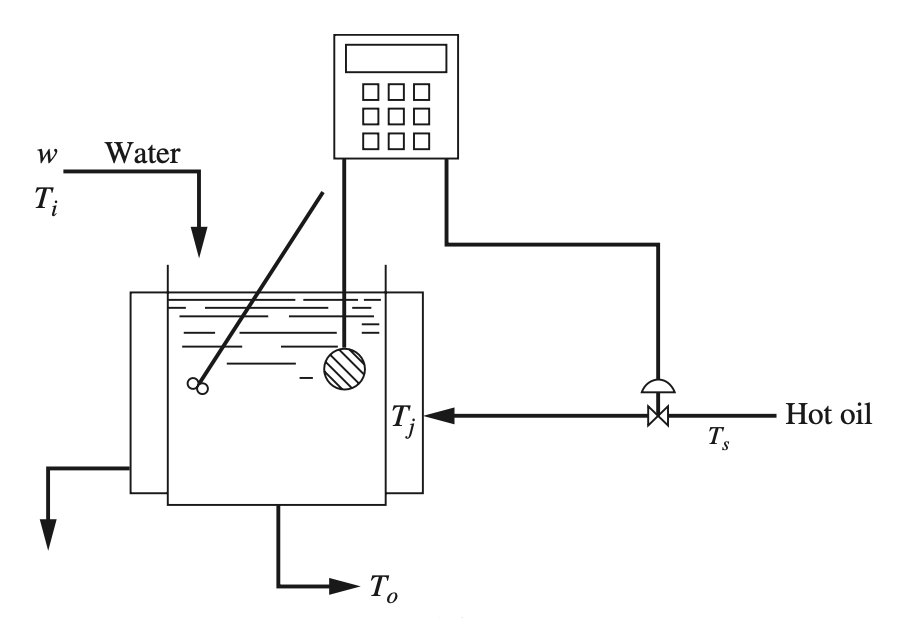 w Water
T_i
T_j
Hot oil
T_s
T_o